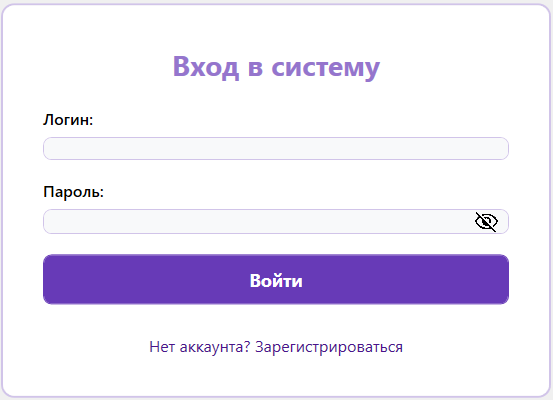 Вход в систему
Логин:
Пароль:
Войти
Нет аккаунта? Зарегистрироваться